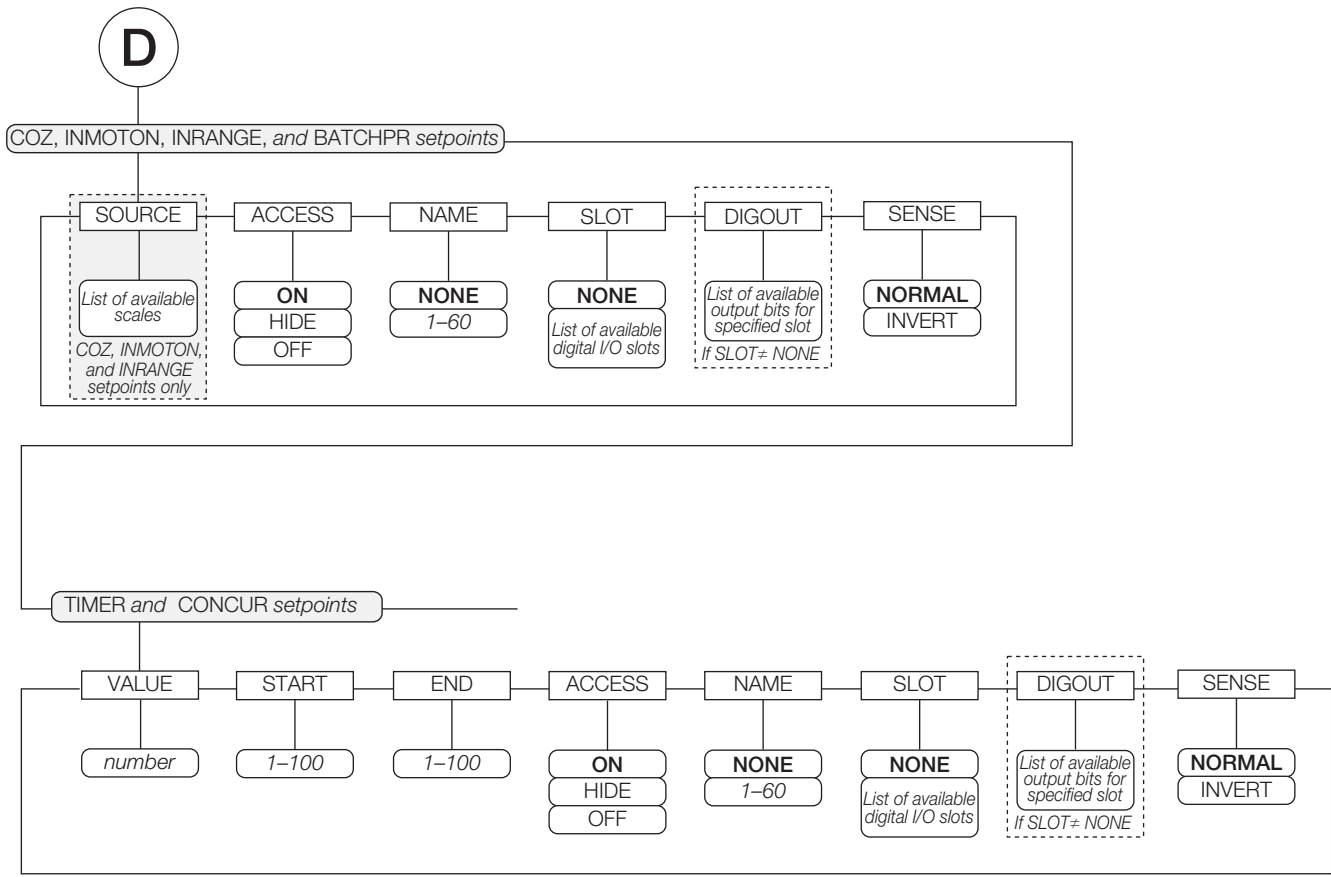 D
COZ, INMOTON, INRANGE, and BATCHPR setpoints
SOURCE
ACCESS
NAME
SLOT
DIGOUT
SENSE
List of available
scales
COZ, INMOTON,
and INRANGE
setpoints only
ON
HIDE
OFF
NONE
1–60
NONE
List of available
digital I/O slots
List of available
output bits for
specified slot
If SLOT≠ NONE
NORMAL
INVERT
TIMER and CONCUR setpoints
VALUE
START
END
ACCESS
NAME
SLOT
DIGOUT
SENSE
number
1–100
1–100
ON
HIDE
OFF
NONE
1–60
NONE
List of available
digital I/O slots
List of available
output bits for
specified slot
If SLOT≠ NONE
NORMAL
INVERT